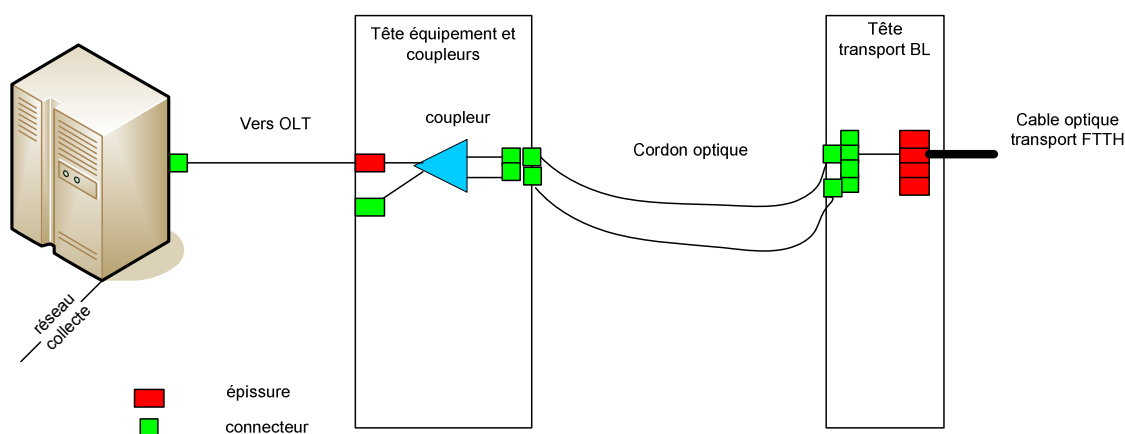 Tête équipement et
coupleurs
Tête
transport BL
Vers OLT
coupleur
Cordon optique
Cable optique
transport FTTH
réseau
collecte
épissure
connecteur